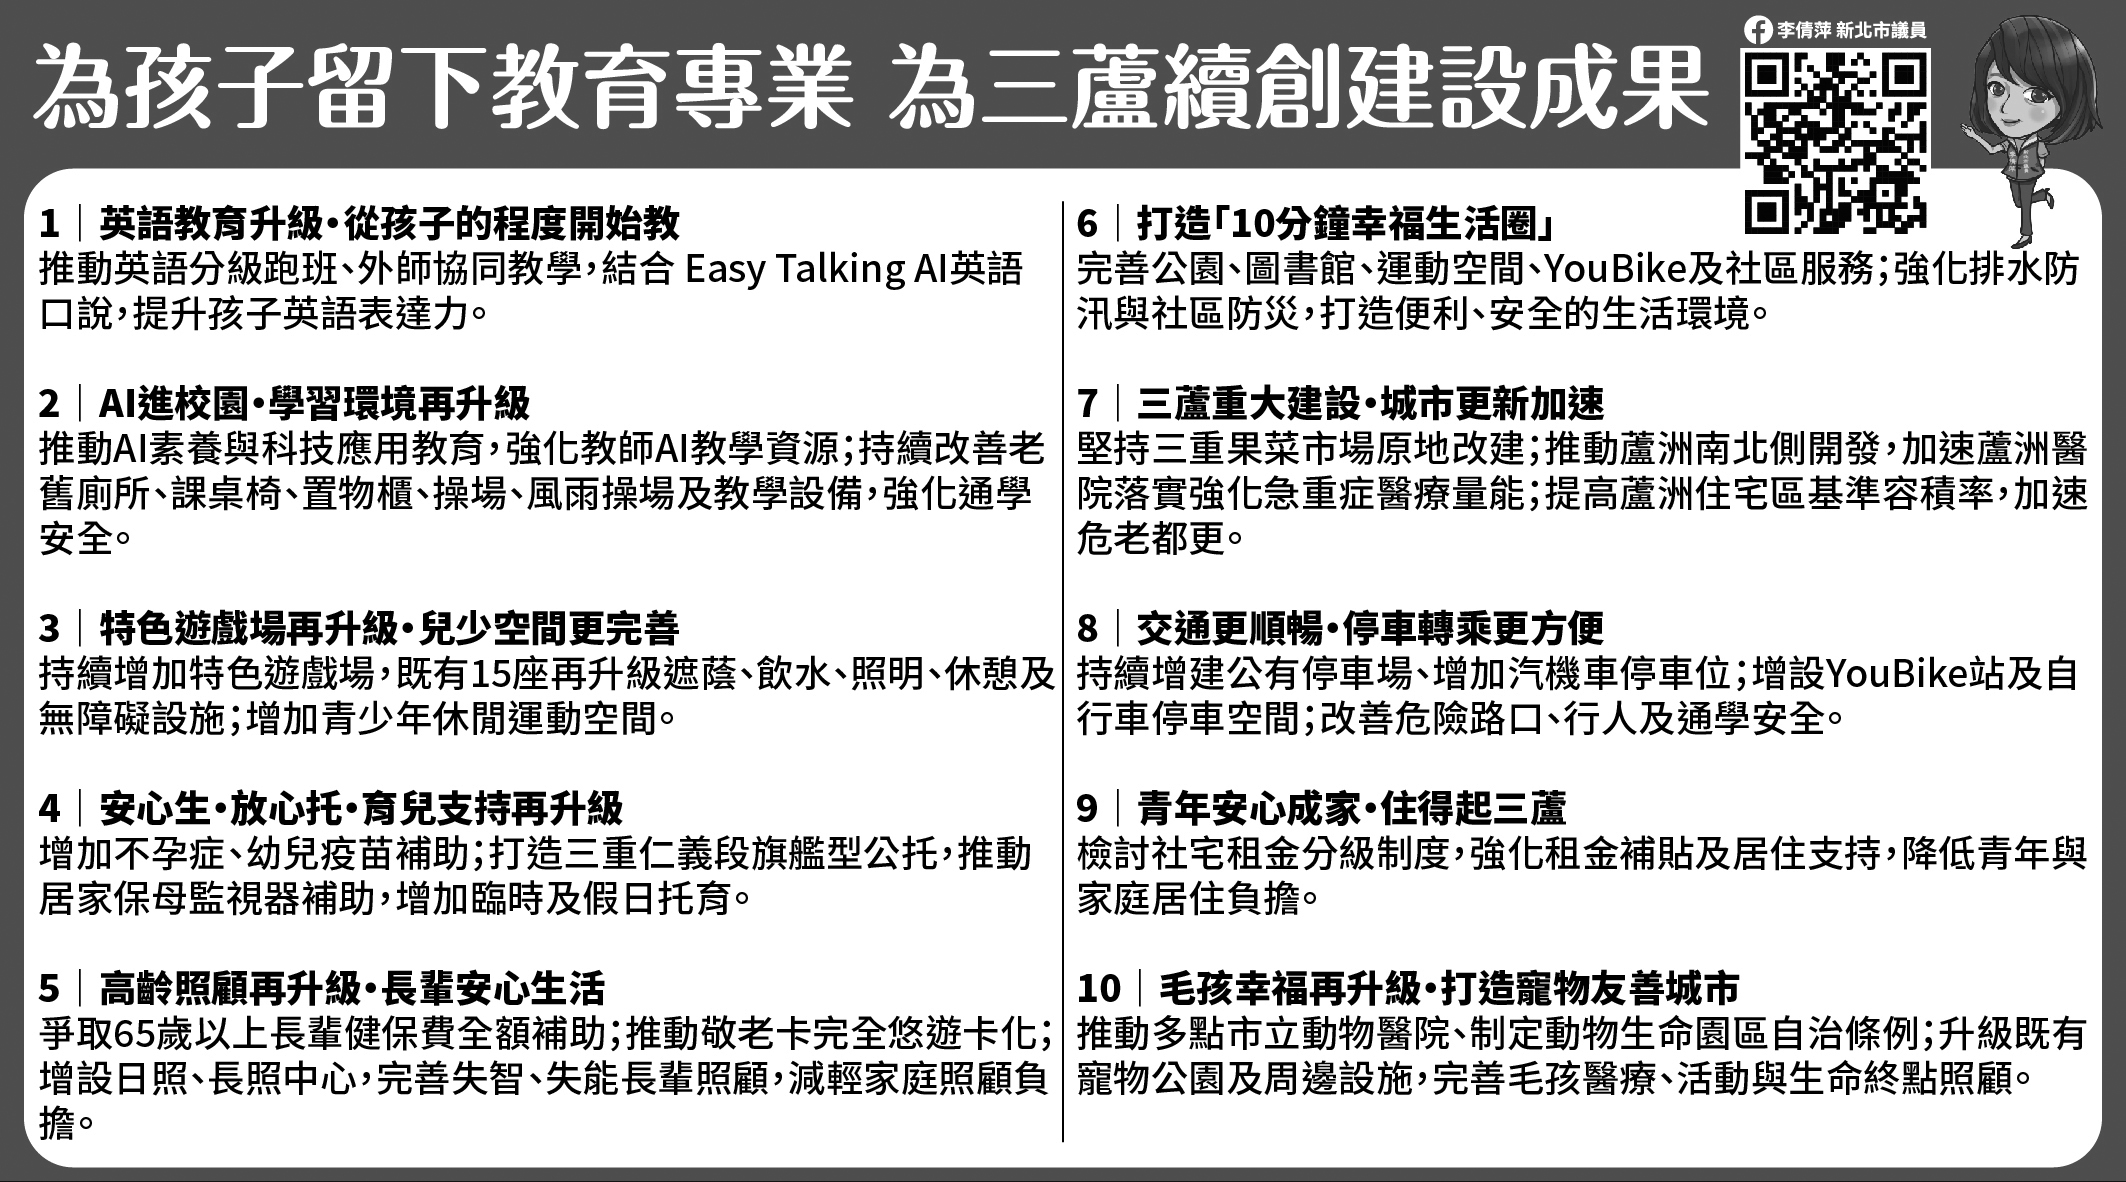 為孩子留下教育專業 為三蘆續創建設成果
李倩萍 新北市議員
1｜英語教育升級•從孩子的程度開始教
推動英語分級跑班、外師協同教學，結合 Easy Talking AI英語
口說，提升孩子英語表達力。
2｜AI進校園•學習環境再升級
推動AI素養與科技應用教育，強化教師AI教學資源；持續改善老
舊廁所、課桌椅、置物櫃、操場、風雨操場及教學設備，強化通學
安全。
3｜特色遊戲場再升級•兒少空間更完善
持續增加特色遊戲場，既有15座再升級遮蔭、飲水、照明、休憩及
無障礙設施；增加青少年休閒運動空間。
4｜安心生•放心托•育兒支持再升級
增加不孕症、幼兒疫苗補助；打造三重仁義段旗艦型公托，推動
居家保母監視器補助，增加臨時及假日托育。
5｜高齡照顧再升級•長輩安心生活
爭取65歲以上長輩健保費全額補助；推動敬老卡完全悠遊卡化；
增設日照、長照中心，完善失智、失能長輩照顧，減輕家庭照顧負
擔。
6｜打造「10分鐘幸福生活圈」
完善公園、圖書館、運動空間、YouBike及社區服務；強化排水防
汛與社區防災，打造便利、安全的生活環境。
7｜三蘆重大建設•城市更新加速
堅持三重果菜市場原地改建；推動蘆洲南北側開發，加速蘆洲醫
院落實強化急重症醫療量能；提高蘆洲住宅區基準容積率，加速
危老都更。
8｜交通更順暢•停車轉乘更方便
持續增建公有停車場、增加汽機車停車位；增設YouBike站及自
行車停車空間；改善危險路口、行人及通學安全。
9｜青年安心成家•住得起三蘆
檢討社宅租金分級制度，強化租金補貼及居住支持，降低青年與
家庭居住負擔。
10｜毛孩幸福再升級•打造寵物友善城市
推動多點市立動物醫院、制定動物生命園區自治條例；升級既有
寵物公園及周邊設施，完善毛孩醫療、活動與生命終點照顧。